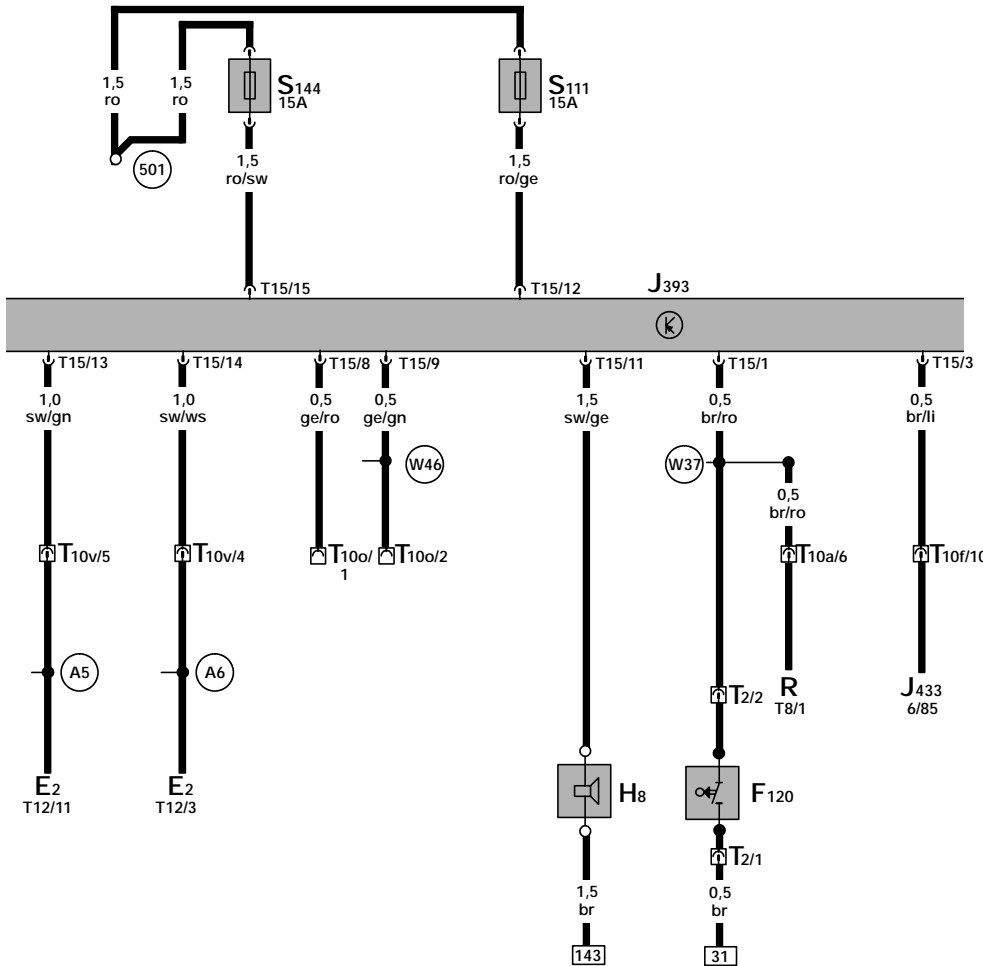 1,5
ro
1,5
ro
S144
15A
S111
15A
501
1,5
ro/sw
1,5
ro/ge
T15/15
T15/12
J393
T15/13
T15/14
T15/8
T15/9
T15/11
T15/1
T15/3
1,0
sw/gn
1,0
sw/ws
0,5
ge/ro
0,5
ge/gn
1,5
sw/ge
0,5
br/ro
0,5
br/li
W46
W37
0,5
br/ro
T10v/5
T10v/4
T10o/
1
T10o/2
T10a/6
T10f/10
A5
A6
T2/2
R
T8/1
J433
6/85
E2
T12/11
E2
T12/3
H8
F120
T2/1
1,5
br
0,5
br
143
31